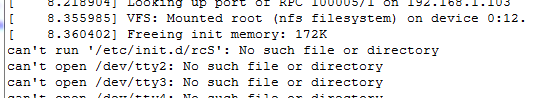 [    8.218904] Looking up port of RPC 100005/1 on 192.168.1.103
[    8.355985] VFS: Mounted root (nfs filesystem) on device 0:12.
[    8.360402] Freeing init memory: 172K
can't run '/etc/init.d/rcS': No such file or directory
can't open /dev/tty2: No such file or directory
can't open /dev/tty3: No such file or directory
can't open /dev/tty4: No such file or directory